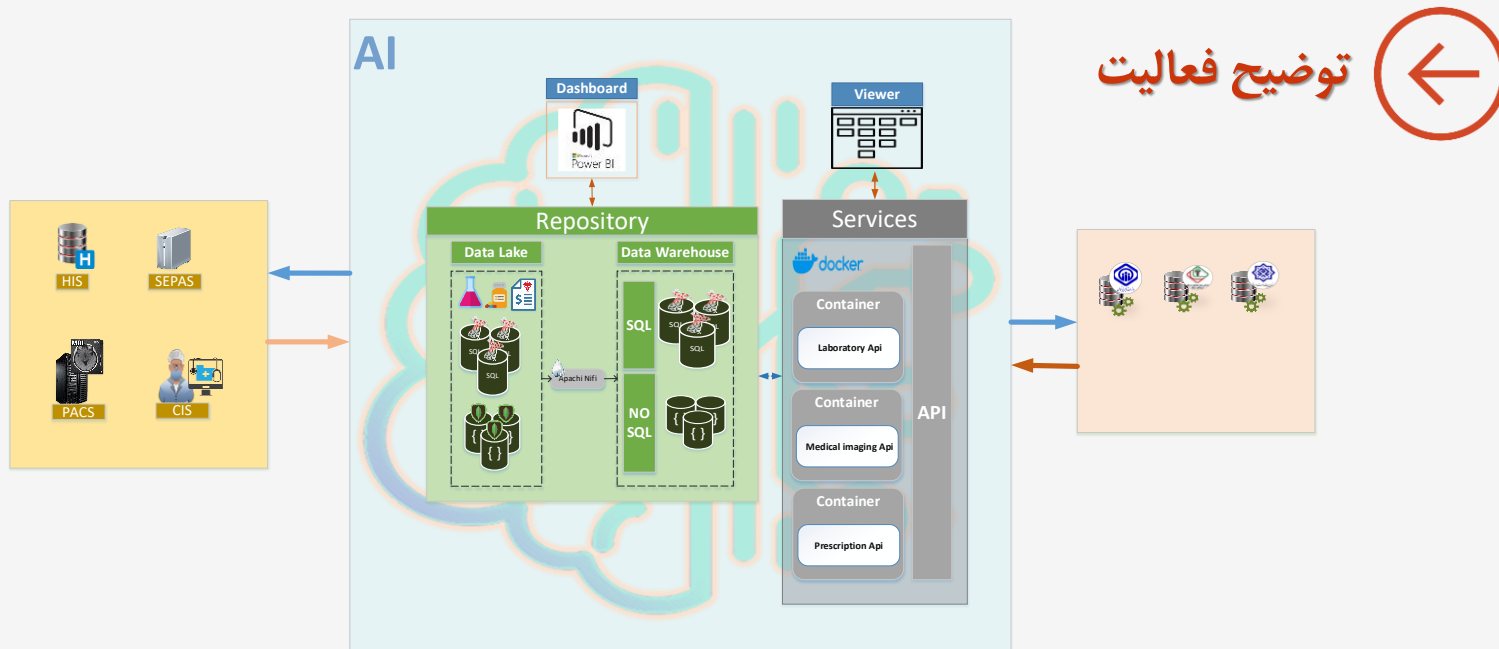 توضیح فعالیت
AI
Dashboard
Power BI
Viewer
HIS
SEPAS
PACS
CIS
Repository
Data Lake
Data Warehouse
SQL
SQL
SQL
SQL
SQL
NO
SQL
{ }
{ }
Apachi Nifi
Services
docker
Container
Laboratory Api
Container
Medical imaging Api
Container
Prescription Api
API